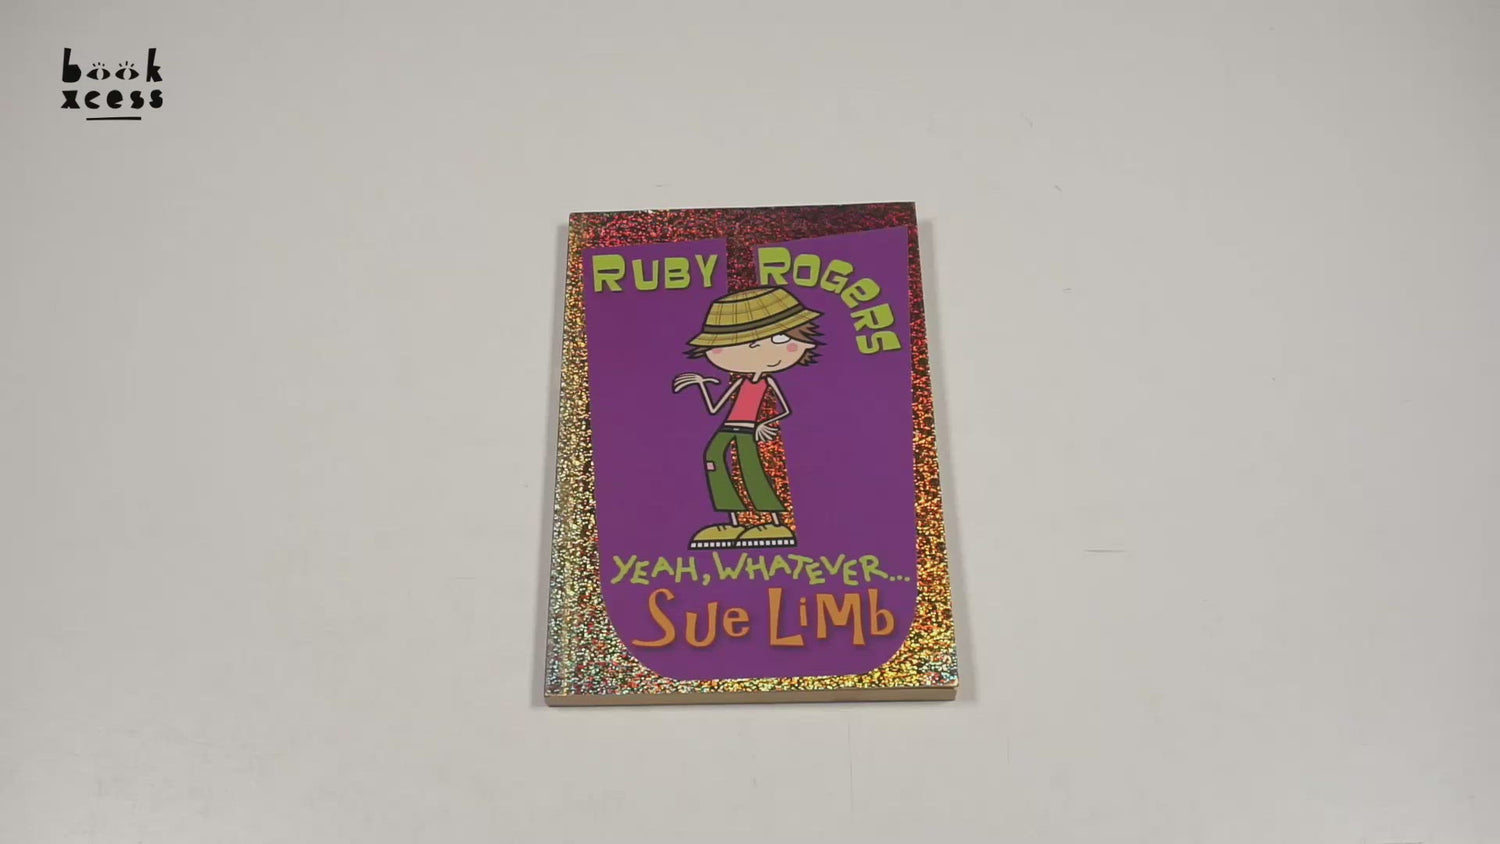 book
xcess
RUBY ROGERS
YEAH, WHATEVER...
Sue Limb